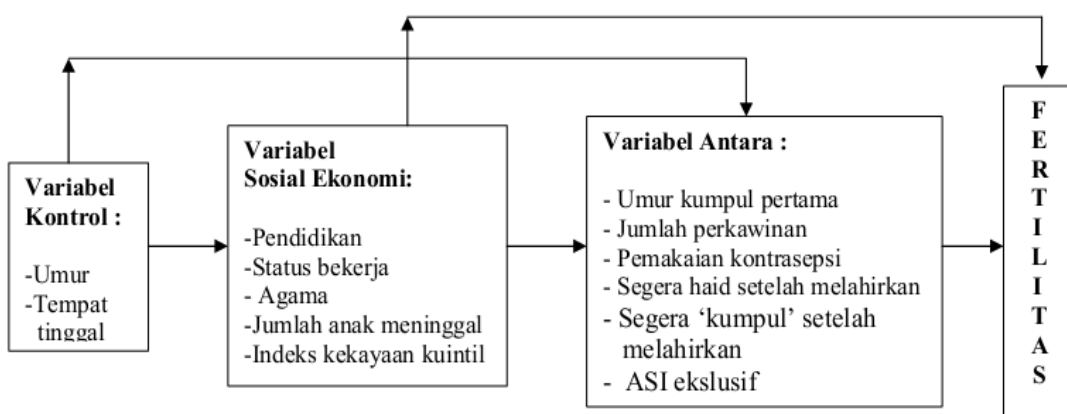 Variabel
Kontrol :
-Umur
-Tempat
tinggal
Variabel
Sosial Ekonomi:
-Pendidikan
-Status bekerja
- Agama
-Jumlah anak meninggal
-Indeks kekayaan kuintil
Variabel Antara :
- Umur kumpul pertama
- Jumlah perkawinan
- Pemakaian kontrasepsi
- Segera haid setelah melahirkan
- Segera ‘kumpul’ setelah
melahirkan
- ASI ekslusif
F
E
R
T
I
L
I
T
A
S